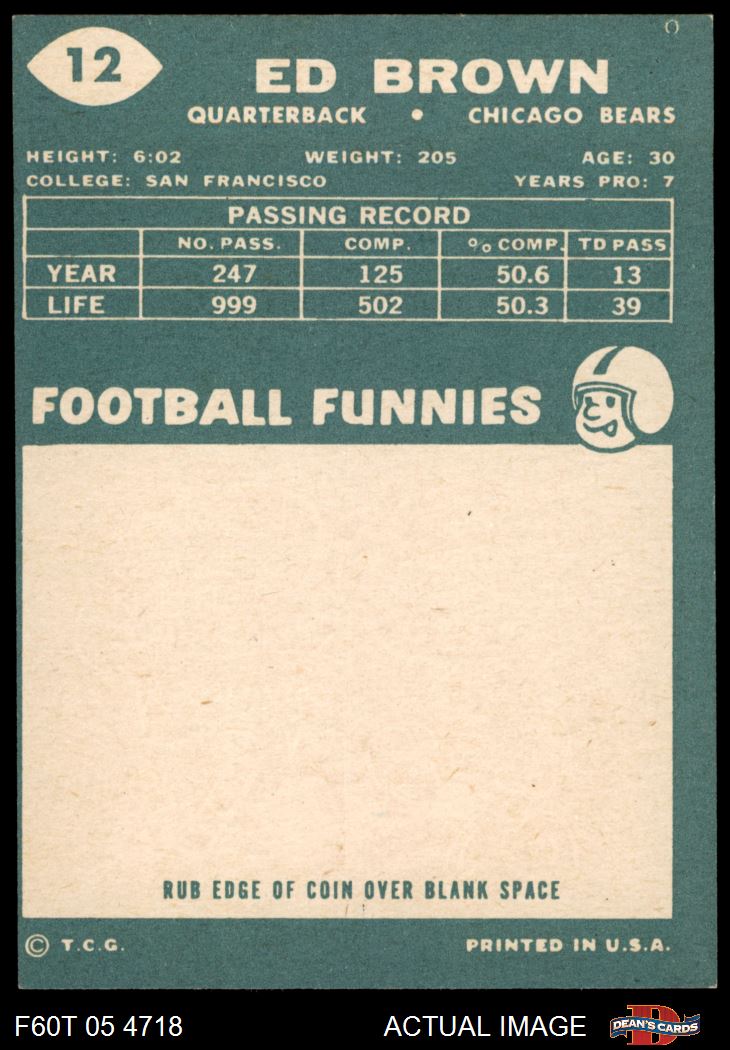 12
ED BROWN
QUARTERBACK • CHICAGO BEARS
HEIGHT: 6:02 WEIGHT: 205 AGE: 30
COLLEGE: SAN FRANCISCO YEARS PRO: 7
PASSING RECORD
NO. PASS. COMP. % COMP. TD PASS
YEAR 247 125 50.6 13
LIFE 999 502 50.3 39
FOOTBALL FUNNIES
RUB EDGE OF COIN OVER BLANK SPACE
© T.C.G. PRINTED IN U.S.A.
F60T 05 4718 ACTUAL IMAGE DEAN'S CARDS